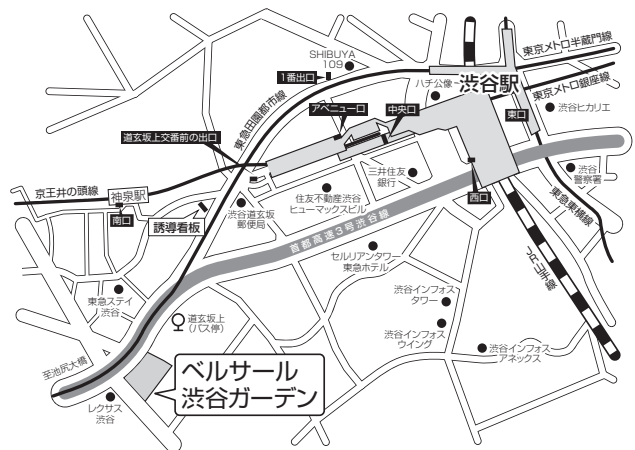 SHIBUYA
109
1番出口
東急田園都市線
アベニュー口
中央口
ハチ公像
渋谷駅
東京メトロ半蔵門線
東京メトロ銀座線
東口
渋谷ヒカリエ
道玄坂上交番前の出口
京王井の頭線
神泉駅
南口
誘導看板
渋谷道玄坂
郵便局
住友不動産渋谷
ヒューマックスビル
三井住友
銀行
西口
渋谷
警察署
東急東横線
JR山手線
首都高速3号渋谷線
セルリアンタワー
東急ホテル
東急ステイ
渋谷
道玄坂上
(バス停)
渋谷インフォス
タワー
渋谷インフォス
ウイング
渋谷インフォス
アネックス
至池尻大橋
レクサス
渋谷
ベルサール
渋谷ガーデン